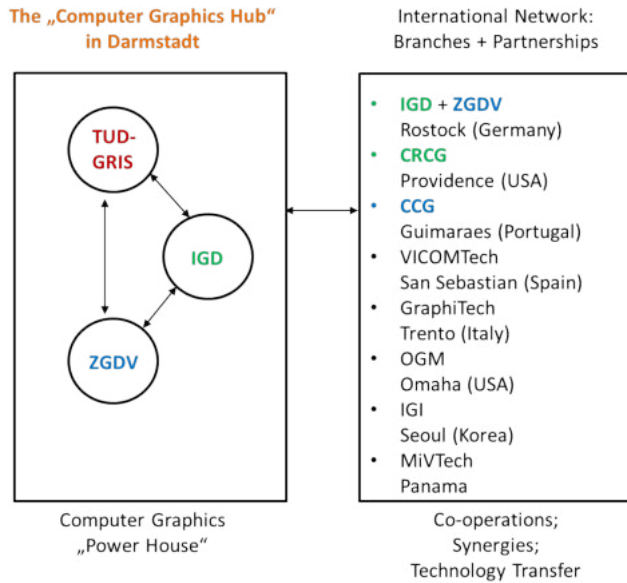 The „Computer Graphics Hub“
in Darmstadt
TUD-
GRIS
IGD
ZGDV
Computer Graphics
„Power House“
International Network:
Branches + Partnerships
• IGD + ZGDV
Rostock (Germany)
• CRCG
Providence (USA)
• CCG
Guimaraes (Portugal)
• VICOMTech
San Sebastian (Spain)
• GraphiTech
Trento (Italy)
• OGM
Omaha (USA)
• IGI
Seoul (Korea)
• MiVTech
Panama
Co-operations;
Synergies;
Technology Transfer